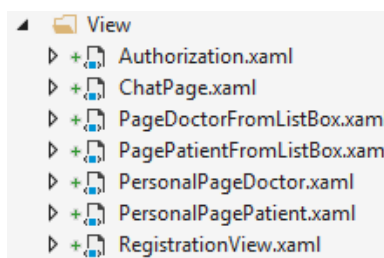 View
Authorization.xaml
ChatPage.xaml
PageDoctorFromListBox.xam
PagePatientFromListBox.xam
PersonalPageDoctor.xaml
PersonalPagePatient.xaml
RegistrationView.xaml